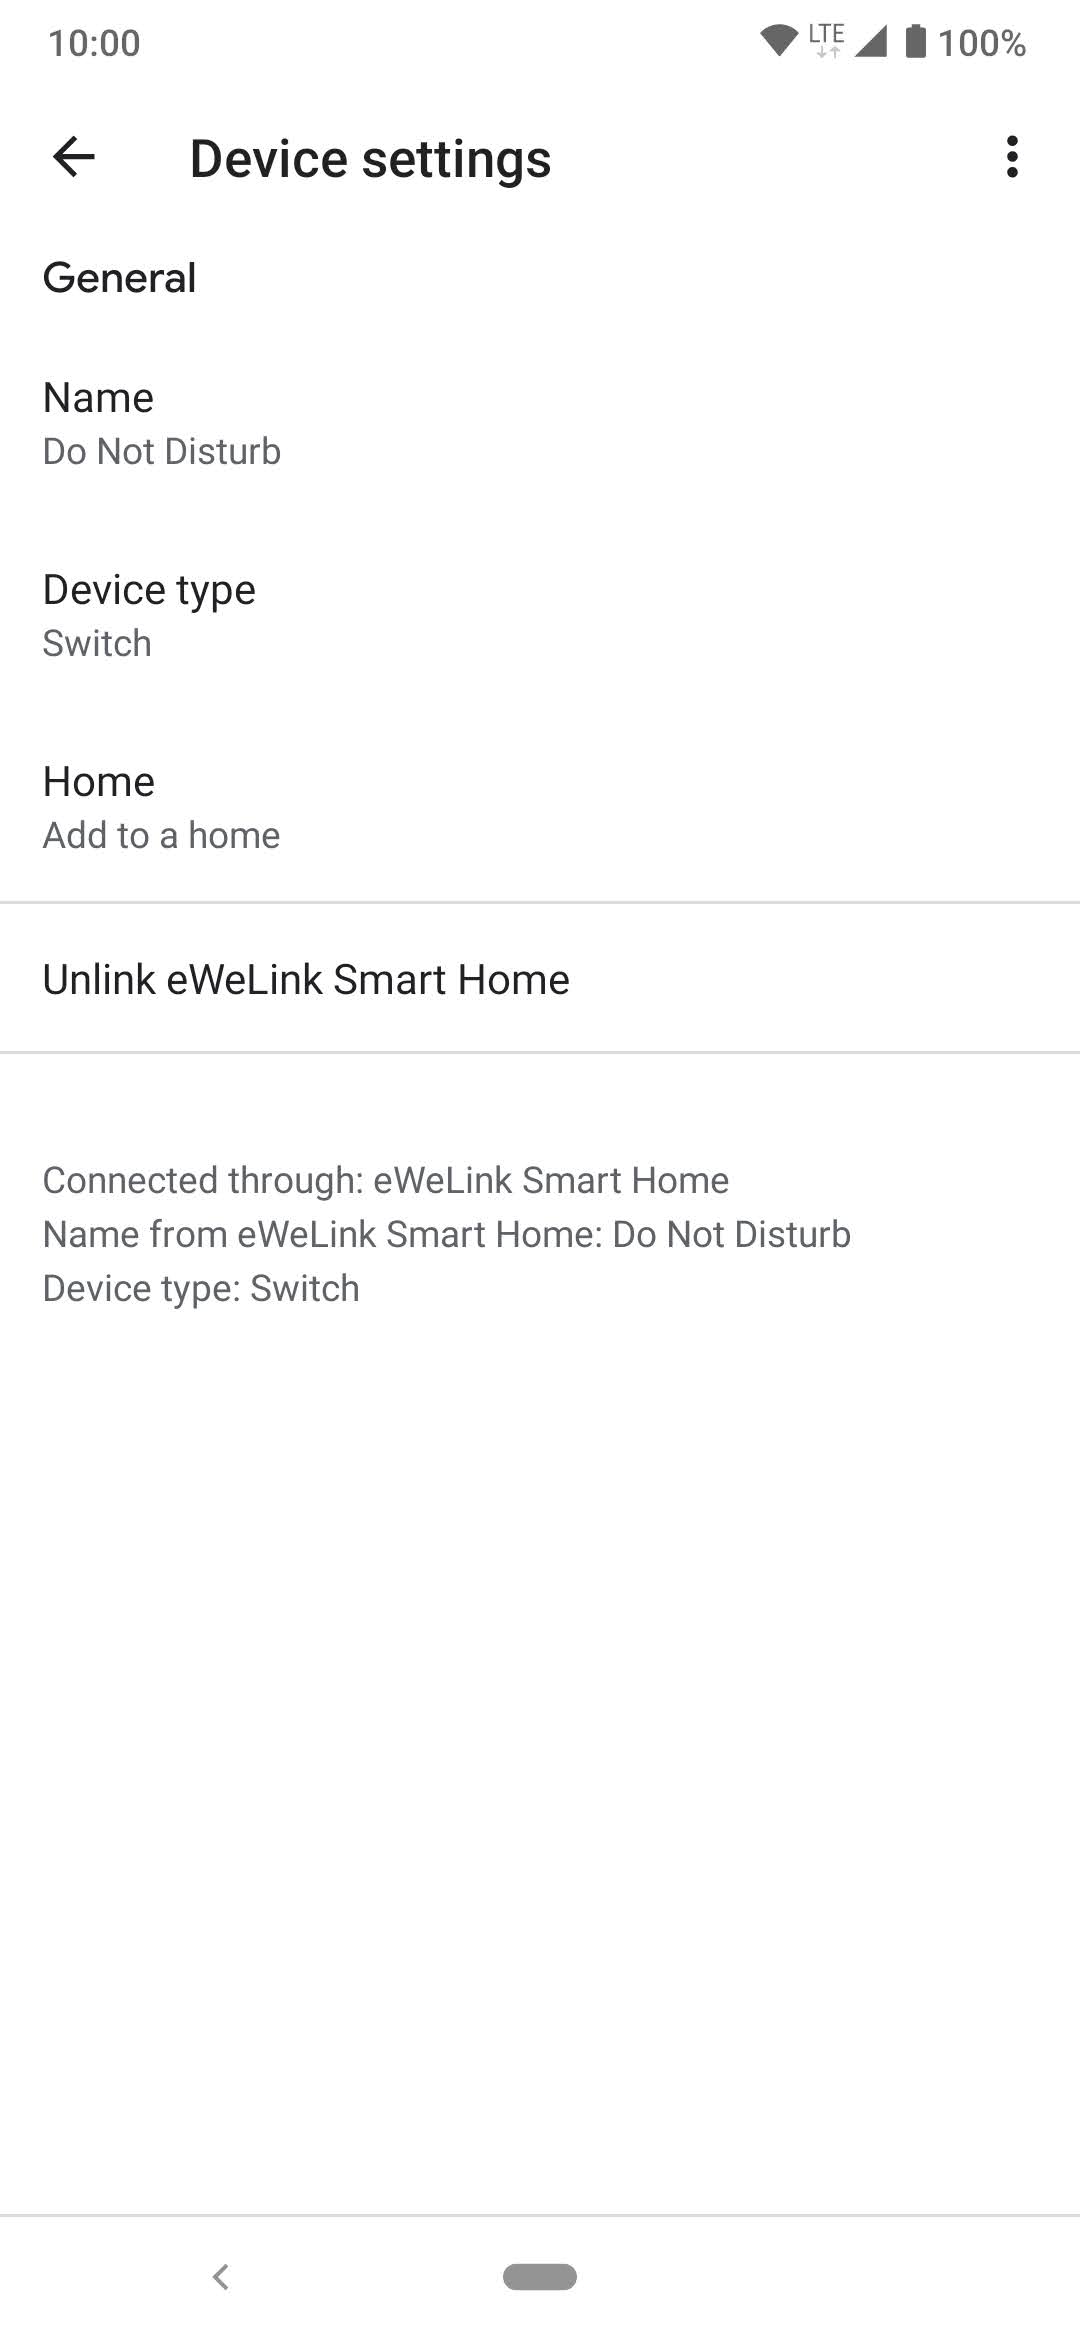 10:00
LTE
100%
Device settings
General
Name
Do Not Disturb
Device type
Switch
Home
Add to a home
Unlink eWeLink Smart Home
Connected through: eWeLink Smart Home
Name from eWeLink Smart Home: Do Not Disturb
Device type: Switch